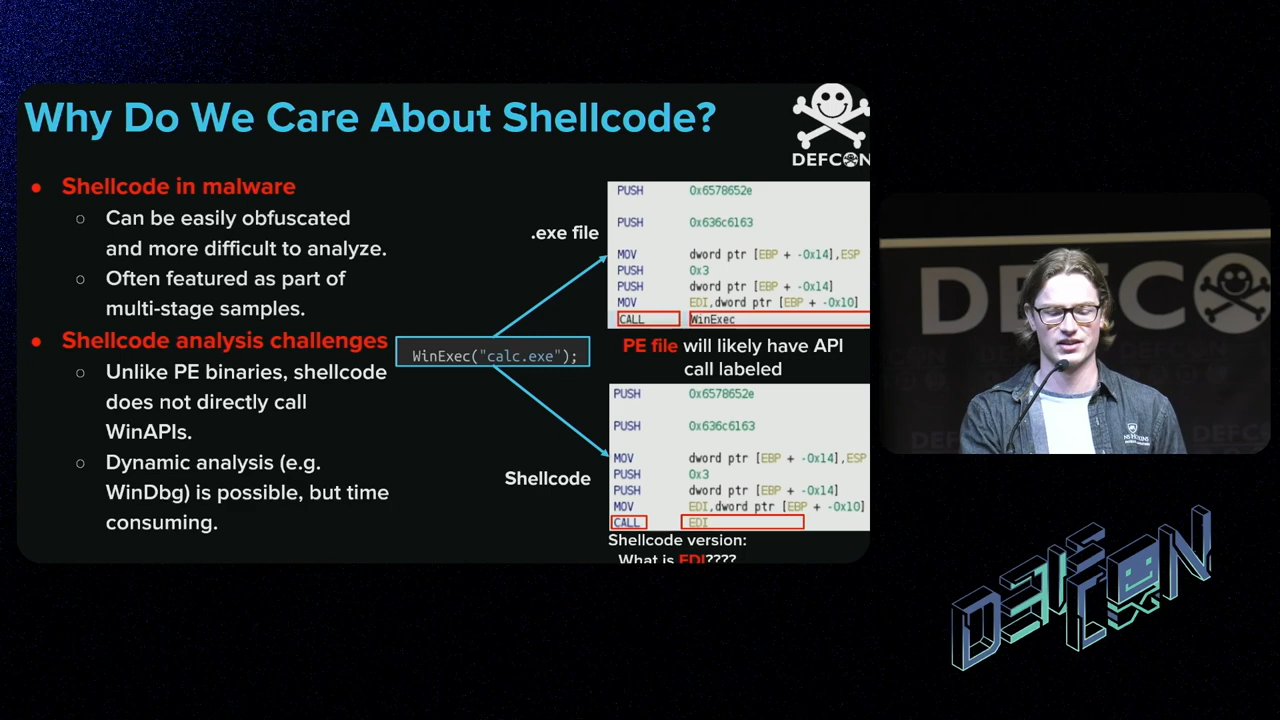 Why Do We Care About Shellcode?
DEFCON
● Shellcode in malware
○ Can be easily obfuscated
and more difficult to analyze.
○ Often featured as part of
multi-stage samples.
● Shellcode analysis challenges
○ Unlike PE binaries, shellcode
does not directly call
WinAPIs.
○ Dynamic analysis (e.g.
WinDbg) is possible, but time
consuming.
WinExec("calc.exe");
.exe file
PUSH 0x6578652e
PUSH 0x636c6163
MOV dword ptr [EBP + -0x14],ESP
PUSH 0x3
PUSH dword ptr [EBP + -0x14]
MOV EDI,dword ptr [EBP + -0x10]
CALL WinExec
PE file will likely have API
call labeled
Shellcode
PUSH 0x6578652e
PUSH 0x636c6163
MOV dword ptr [EBP + -0x14],ESP
PUSH 0x3
PUSH dword ptr [EBP + -0x14]
MOV EDI,dword ptr [EBP + -0x10]
CALL EDI
Shellcode version:
What is EDI????
DEFCON
DEFCON
DEFC
DEFCON